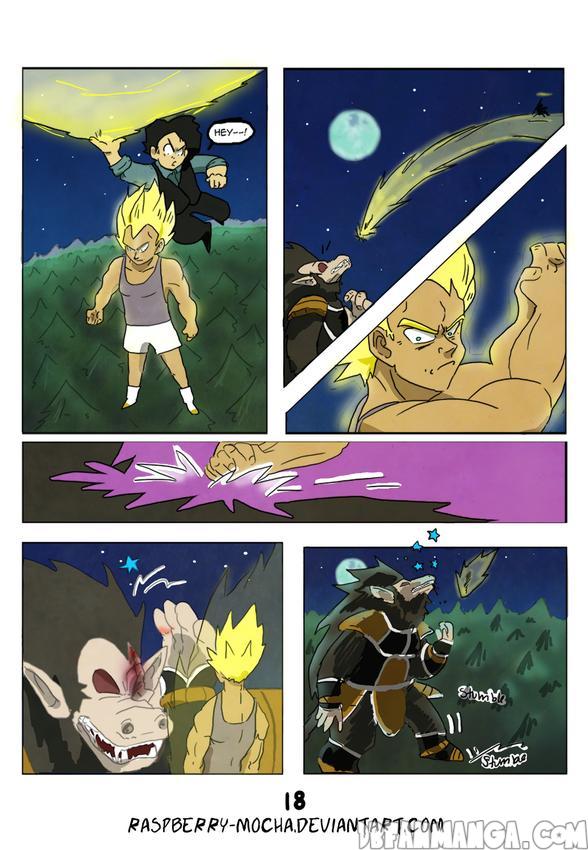 HEY--!
Stumble
Stumble
18
RASPBERRY-MOCHA.DEVIANTART.COM
DBFANMANGA.COM